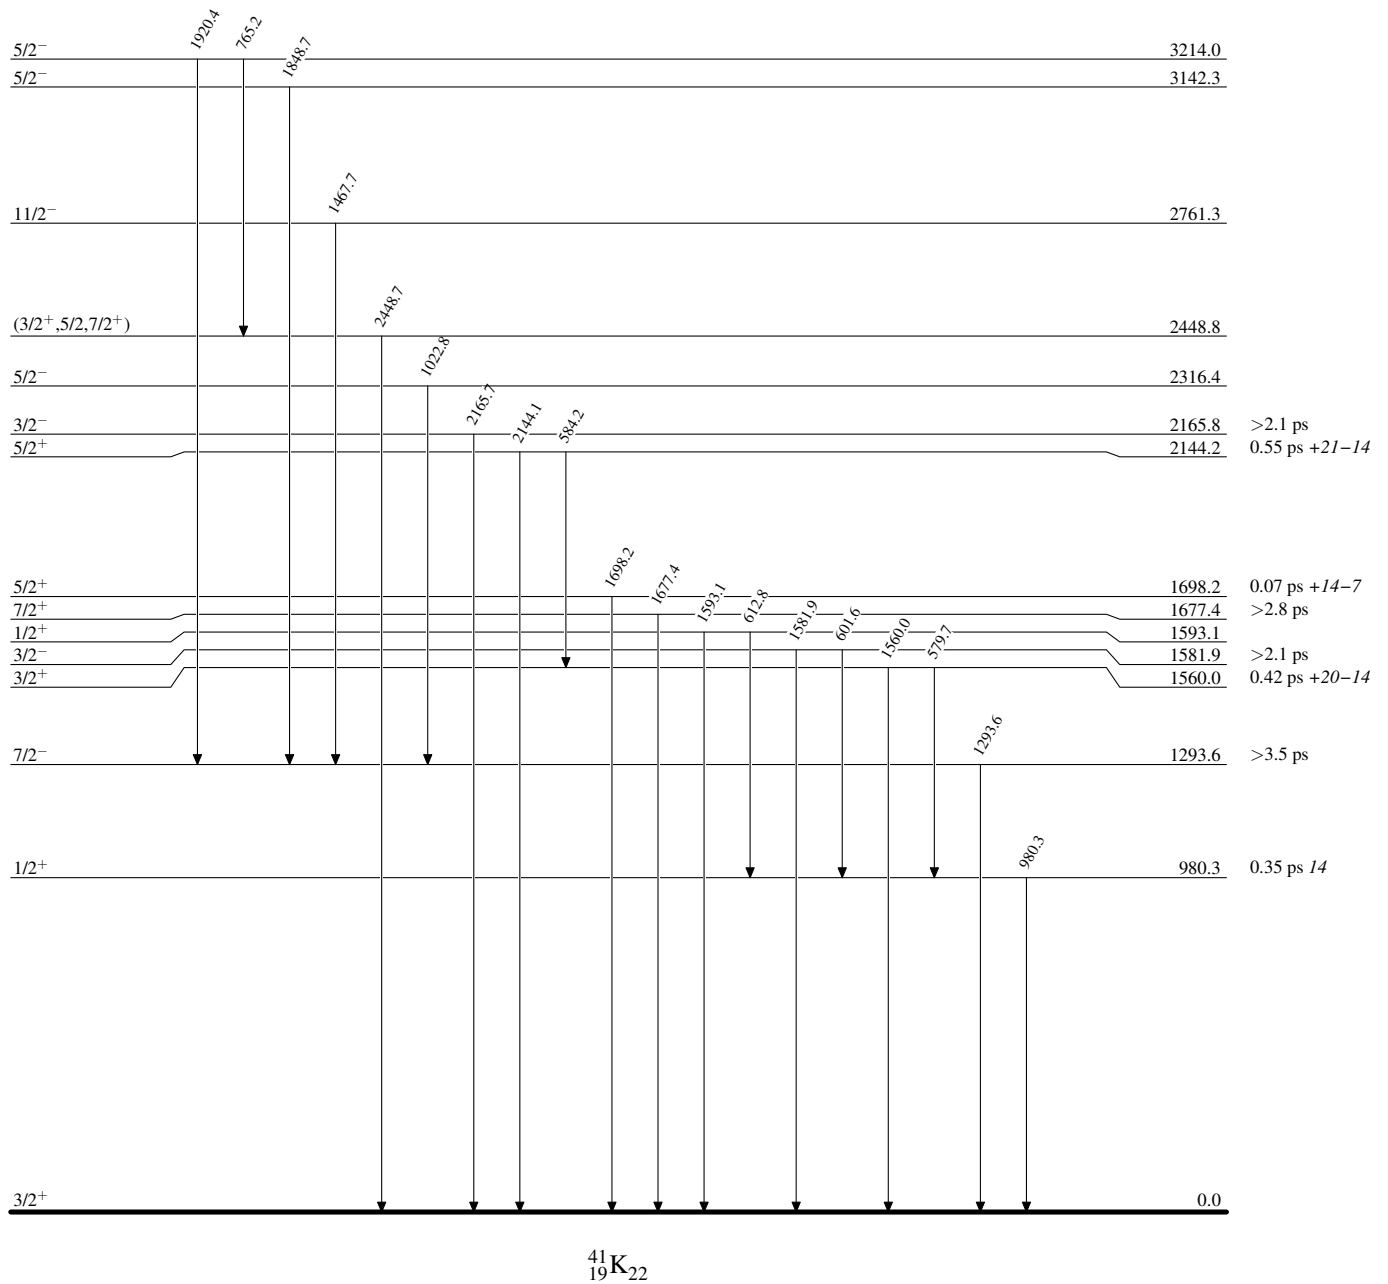 1920.4 765.2
5/2− 3214.0
1848.7
5/2− 3142.3
1467.7
11/2− 2761.3
2448.7
(3/2+,5/2,7/2+) 2448.8
1022.8
5/2− 2316.4
2165.7 2144.1 584.2
3/2− 2165.8 >2.1 ps
5/2+ 2144.2 0.55 ps +21−14
1698.2 1677.4 1593.1 612.8 1581.9 601.6 1560.0 579.7
5/2+ 1698.2 0.07 ps +14−7
7/2+ 1677.4 >2.8 ps
1/2+ 1593.1
3/2− 1581.9 >2.1 ps
3/2+ 1560.0 0.42 ps +20−14
1293.6
7/2− 1293.6 >3.5 ps
980.3
1/2+ 980.3 0.35 ps 14
3/2+ 0.0
41 19 K 22